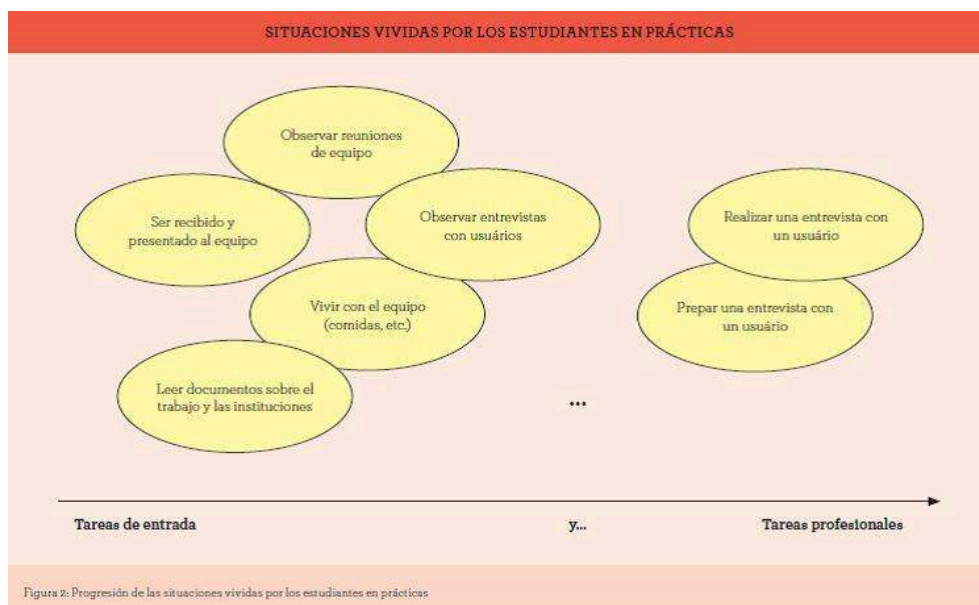 SITUACIONES VIVIDAS POR LOS ESTUDIANTES EN PRÁCTICAS
Observar reuniones
de equipo
Ser recibido y
presentado al equipo
Observar entrevistas
con usuários
Realizar una entrevista con
un usuário
Vivir con el equipo
(comidas, etc.)
Prepar una entrevista con
un usuário
Leer documentos sobre el
trabajo y las instituciones
...
Tareas de entrada
y...
Tareas profesionales
Figura 2: Progresión de las situaciones vividas por los estudiantes en prácticas